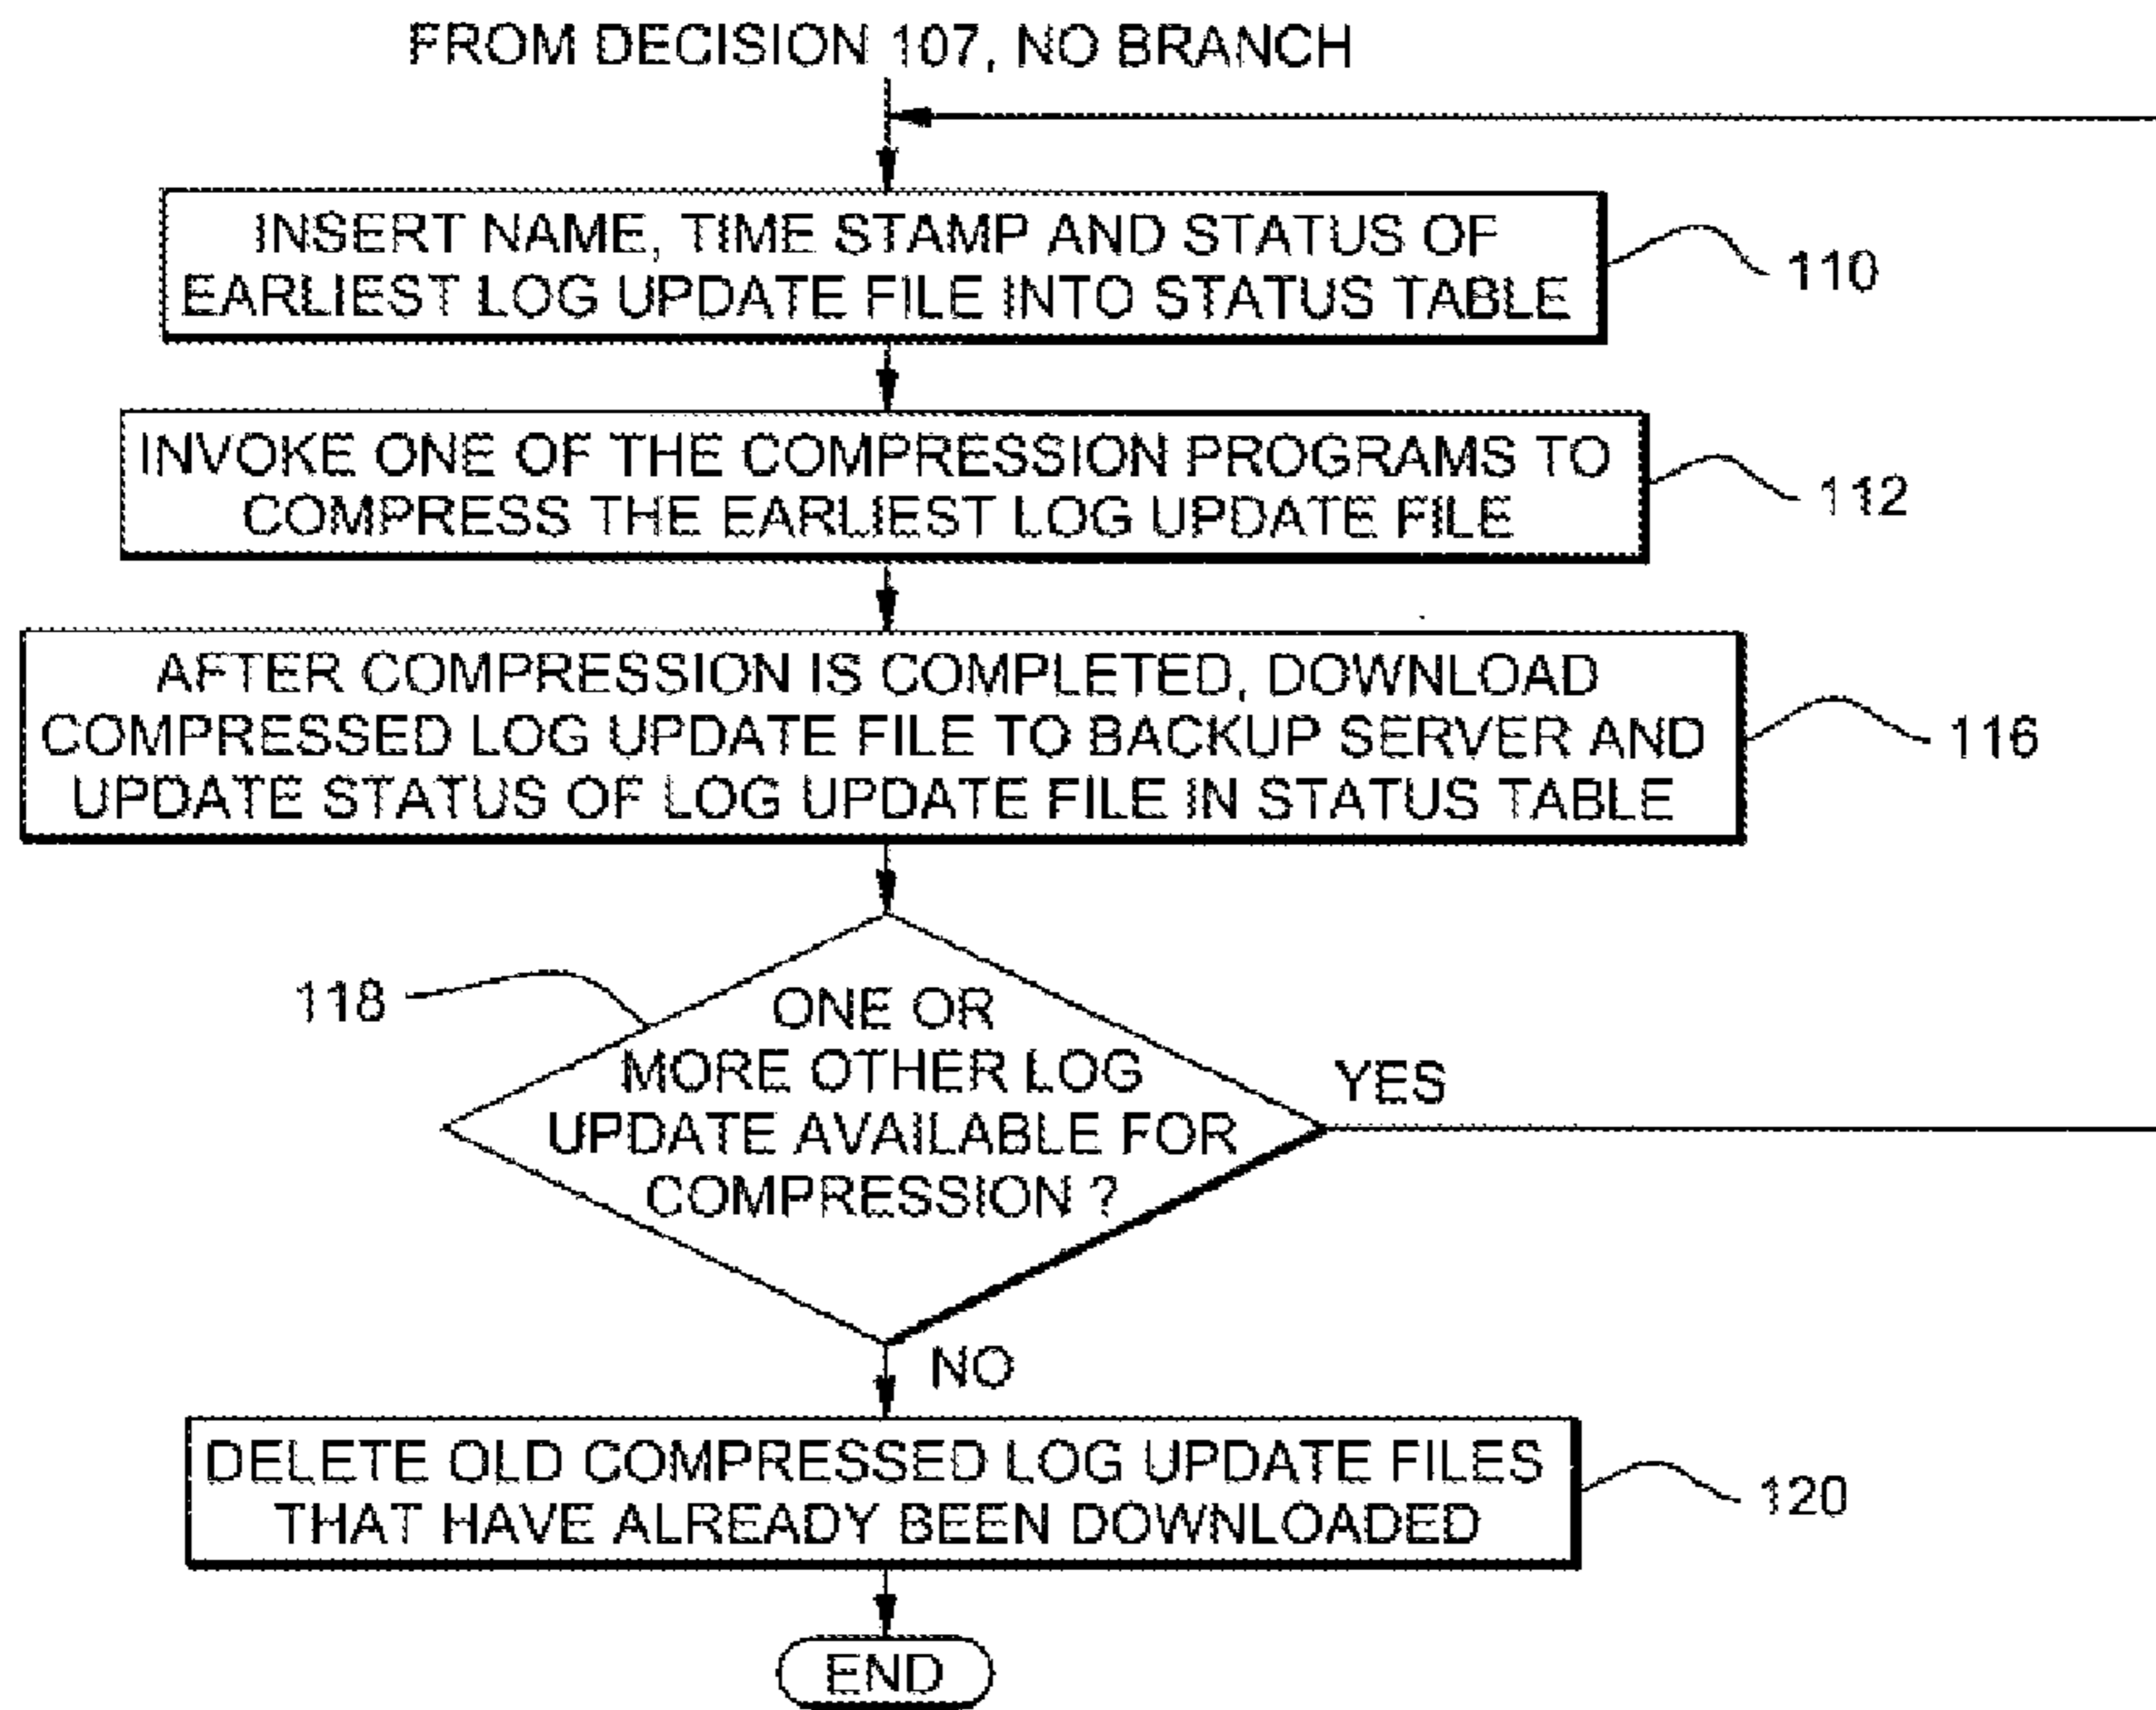 FROM DECISION 107, NO BRANCH
INSERT NAME, TIME STAMP AND STATUS OF
EARLIEST LOG UPDATE FILE INTO STATUS TABLE
110
INVOKE ONE OF THE COMPRESSION PROGRAMS TO
COMPRESS THE EARLIEST LOG UPDATE FILE
112
AFTER COMPRESSION IS COMPLETED, DOWNLOAD
COMPRESSED LOG UPDATE FILE TO BACKUP SERVER AND
UPDATE STATUS OF LOG UPDATE FILE IN STATUS TABLE
116
118
ONE OR
MORE OTHER LOG
UPDATE AVAILABLE FOR
COMPRESSION ?
YES
NO
DELETE OLD COMPRESSED LOG UPDATE FILES
THAT HAVE ALREADY BEEN DOWNLOADED
120
END